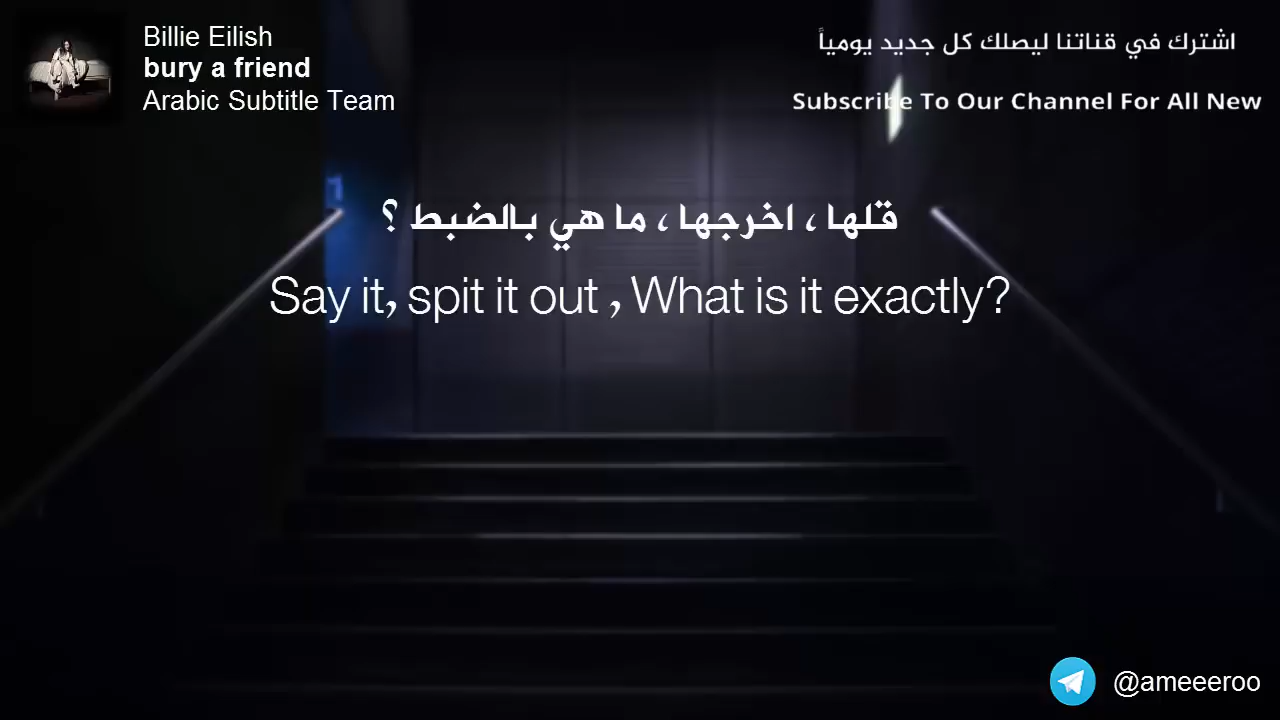 Billie Eilish
bury a friend
Arabic Subtitle Team
اشترك في قناتنا ليصلك كل جديد يومياً
Subscribe To Our Channel For All New
قلها ، اخرجها ، ما هي بالضبط ؟
Say it, spit it out , What is it exactly?
@ameeeroo